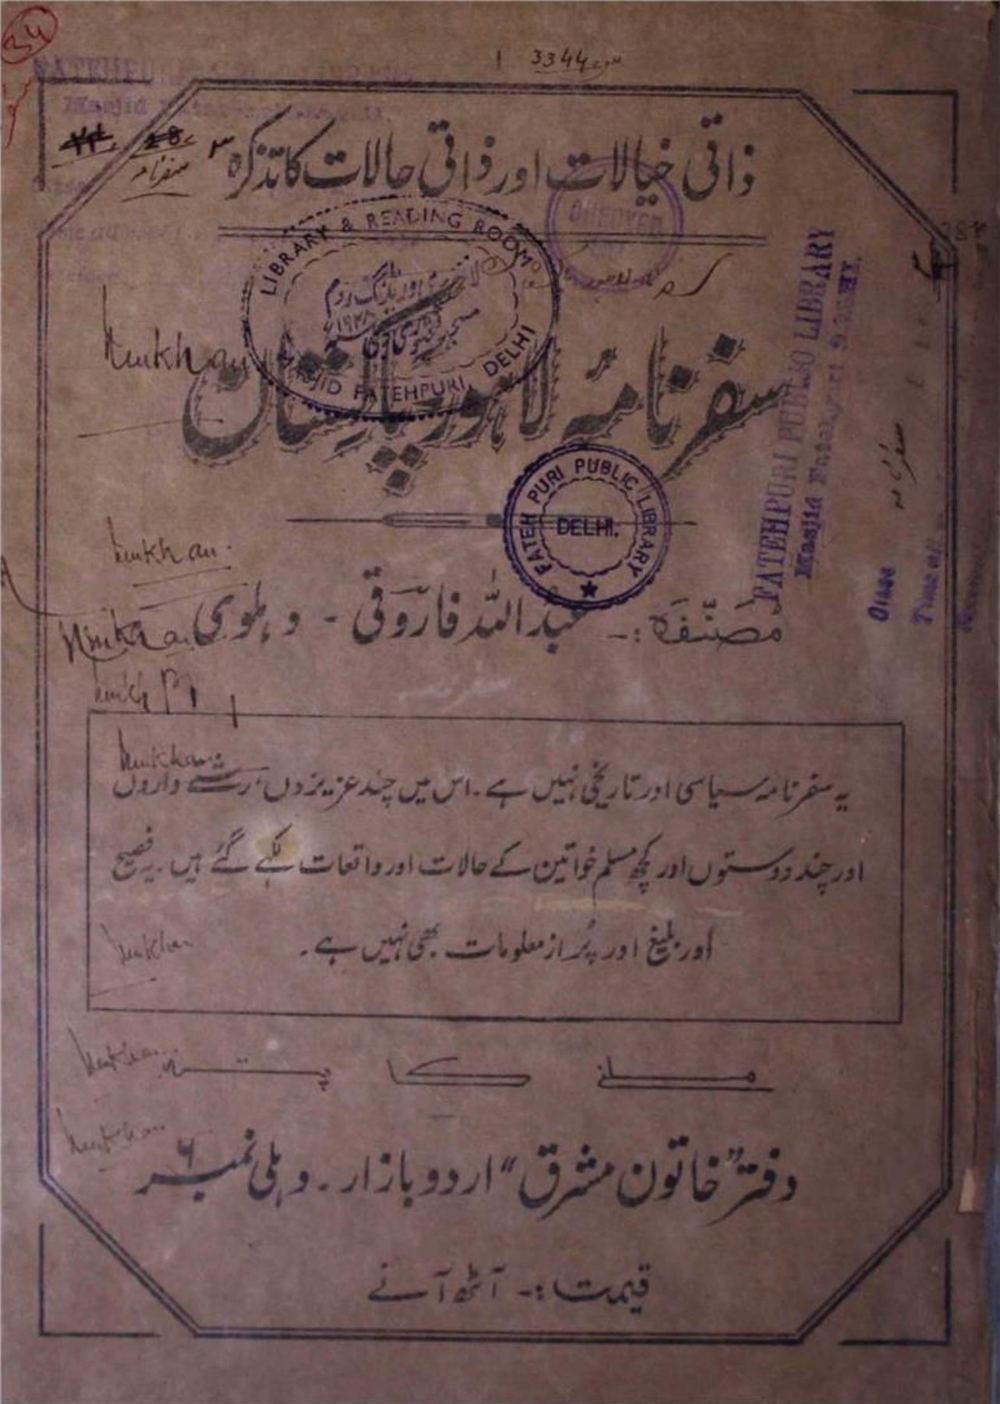 3344
ذاتی خیالات اور ذاتی حالات کا تذکرہ
LIBRARY & READING ROOM
MASJID FATEHPURI DELHI
CHECKED
سفرنامہ لاہور پاکستان
FATEHPURI PUBLIC LIBRARY
FATEH PURI PUBLIC LIBRARY
DELHI.
مصنفہ :- عبداللہ فاروقی - دہلوی
یہ سفرنامہ سیاسی اور تاریخی نہیں ہے۔ اس میں چند عزیزوں، رشتے داروں
اور چند دوستوں اور کچھ مسلم خواتین کے حالات اور واقعات لکھے گئے ہیں۔ یہ فصیح
اور بلیغ اور پُر از معلومات بھی نہیں ہے۔
ملنے کا پتہ
دفتر "خاتون مشرق" اردو بازار۔ دہلی نمبر ۶
قیمت :- آٹھ آنے